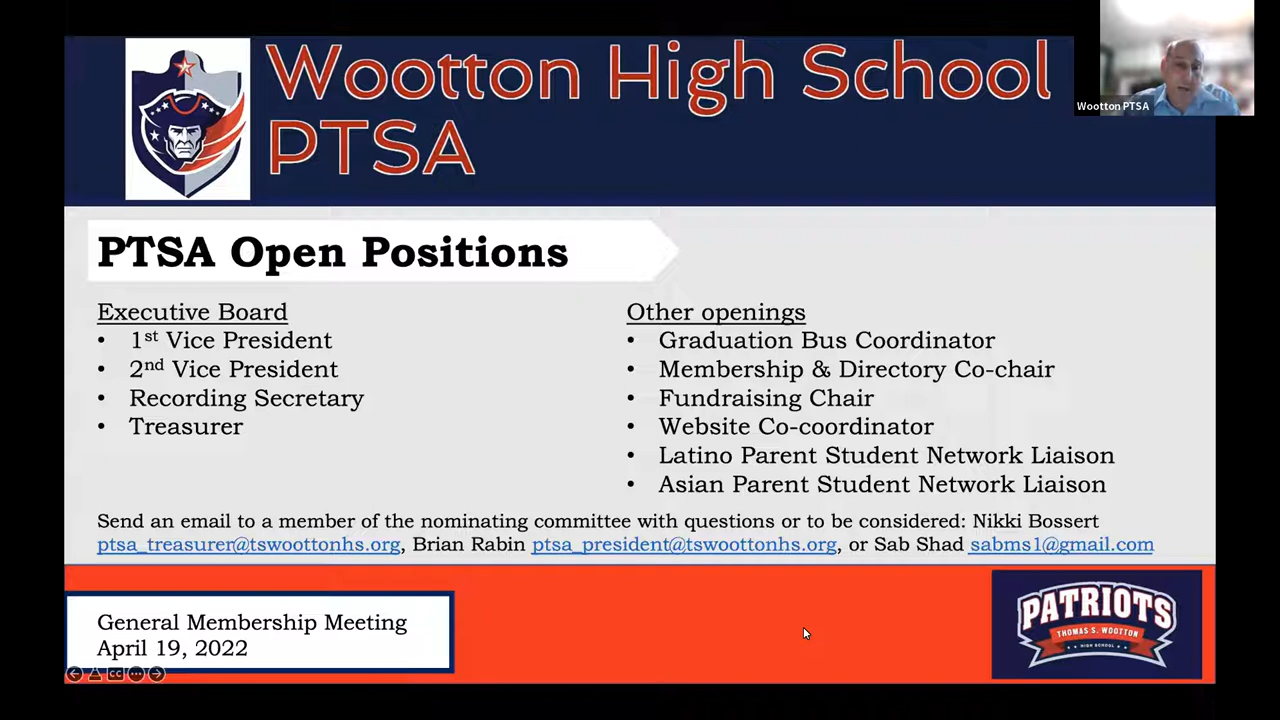 Wootton High School
PTSA
Wootton PTSA
PTSA Open Positions
Executive Board
• 1st Vice President
• 2nd Vice President
• Recording Secretary
• Treasurer
Other openings
• Graduation Bus Coordinator
• Membership & Directory Co-chair
• Fundraising Chair
• Website Co-coordinator
• Latino Parent Student Network Liaison
• Asian Parent Student Network Liaison
Send an email to a member of the nominating committee with questions or to be considered: Nikki Bossert
ptsa_treasurer@tswoottonhs.org, Brian Rabin ptsa_president@tswoottonhs.org, or Sab Shad sabms1@gmail.com
General Membership Meeting
April 19, 2022
CC
PATRIOTS
THOMAS S. WOOTTON
HIGH SCHOOL